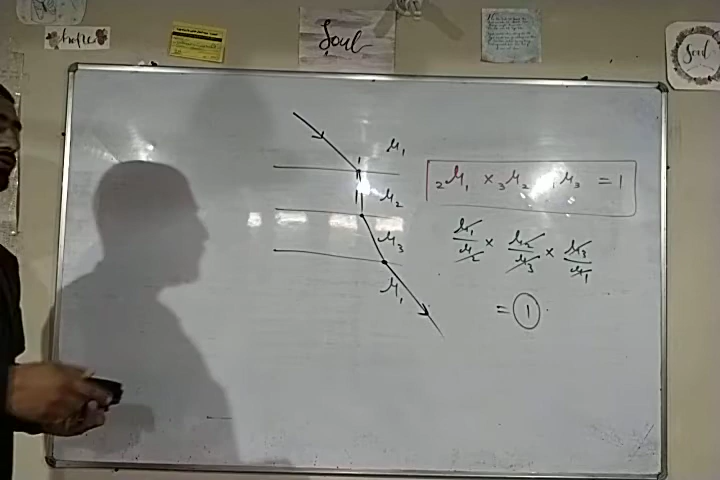 Soul
Soul
μ₁
μ₂
μ₃
μ₁
₂μ₁ × ₃μ₂ ₁μ₃ = 1
μ₁/μ₂ × μ₂/μ₃ × μ₃/μ₁
= 1